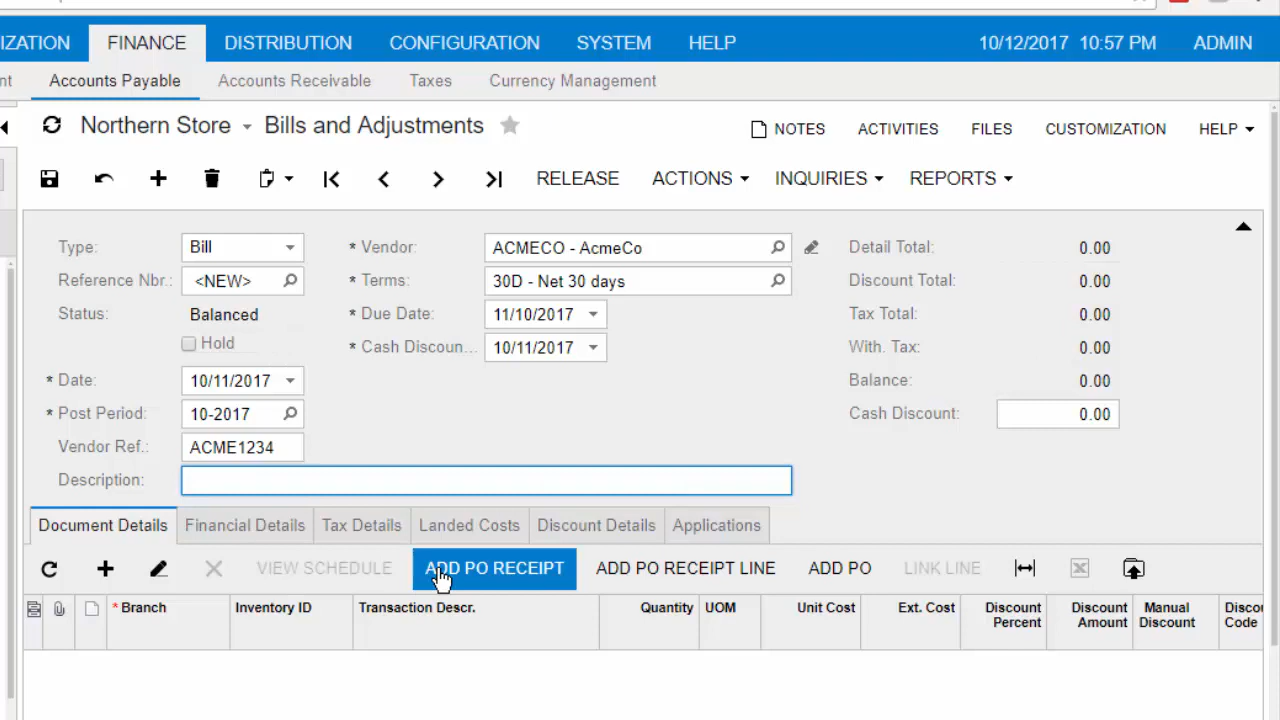 IZATION FINANCE DISTRIBUTION CONFIGURATION SYSTEM HELP 10/12/2017 10:57 PM ADMIN
nt Accounts Payable Accounts Receivable Taxes Currency Management
Northern Store Bills and Adjustments NOTES ACTIVITIES FILES CUSTOMIZATION HELP
RELEASE ACTIONS INQUIRIES REPORTS
Type: Bill * Vendor: ACMECO - AcmeCo Detail Total: 0.00
Reference Nbr.: <NEW> * Terms: 30D - Net 30 days Discount Total: 0.00
Status: Balanced * Due Date: 11/10/2017 Tax Total: 0.00
Hold * Cash Discoun... 10/11/2017 With. Tax: 0.00
* Date: 10/11/2017 Balance: 0.00
* Post Period: 10-2017 Cash Discount: 0.00
Vendor Ref.: ACME1234
Description:
Document Details Financial Details Tax Details Landed Costs Discount Details Applications
VIEW SCHEDULE ADD PO RECEIPT ADD PO RECEIPT LINE ADD PO LINK LINE
* Branch Inventory ID Transaction Descr. Quantity UOM Unit Cost Ext. Cost Discount Discount Manual Disco
Percent Amount Discount Code